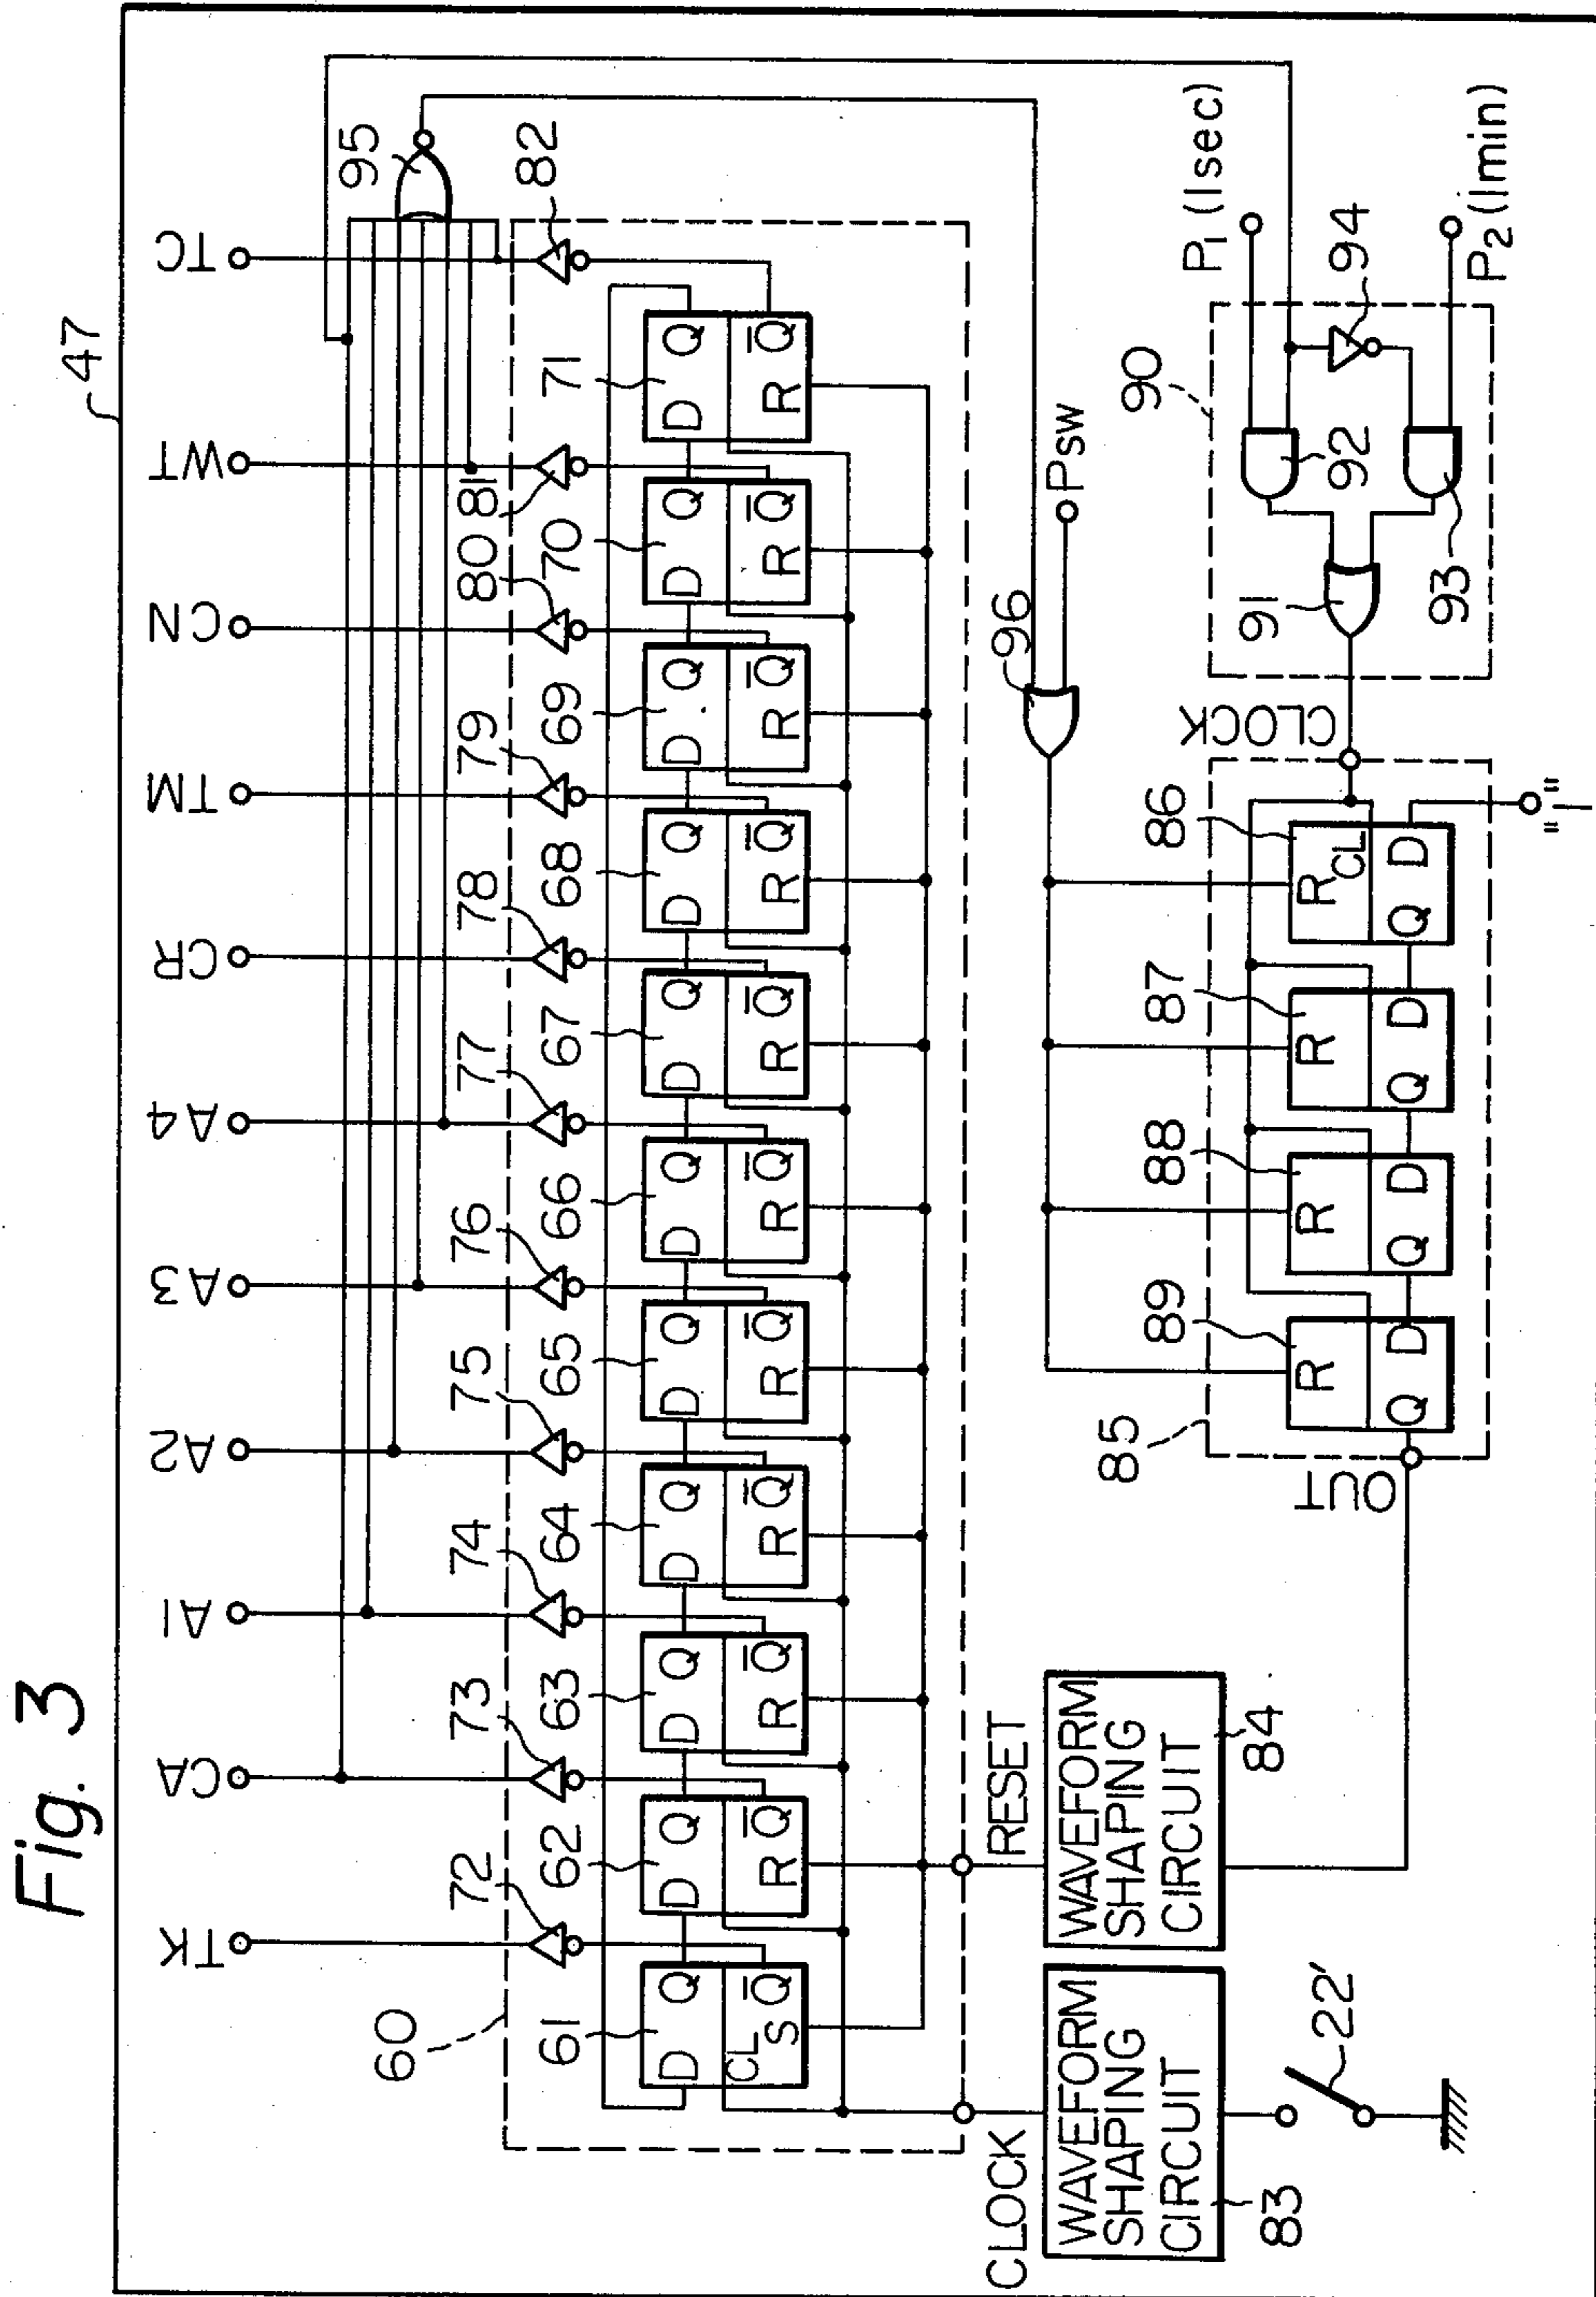 Fig. 3
47
TK CA A1 A2 A3 A4 CR TM CN WT TC
95
60
72 73 74 75 76 77 78 79 80 81 82
61 62 63 64 65 66 67 68 69 70 71
D Q D Q D Q D Q D Q D Q D Q D Q D Q D Q D Q
CL S Q̅ R Q̅ R Q̅ R Q̅ R Q̅ R Q̅ R Q̅ R Q̅ R Q̅ R Q̅ R Q̅
CLOCK
RESET
96
PSW
WAVEFORM
SHAPING
CIRCUIT
83
WAVEFORM
SHAPING
CIRCUIT
84
22'
85
89 88 87 86
R R R R CL
Q D Q D Q D Q D
OUT
CLOCK
"1"
90
91
92
93
94
P1 (1sec)
P2 (1min)